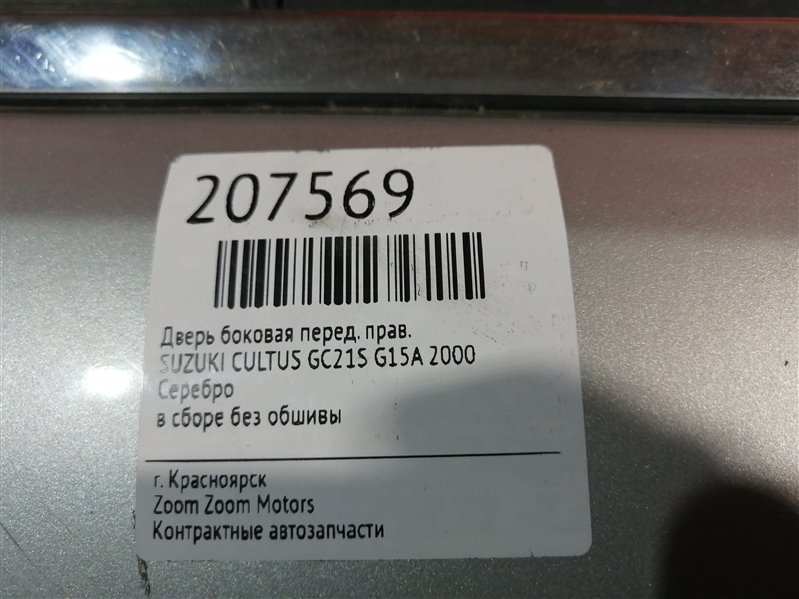 207569
Дверь боковая перед. прав.
SUZUKI CULTUS GC21S G15A 2000
Серебро
в сборе без обшивы
г. Красноярск
Zoom Zoom Motors
Контрактные автозапчасти